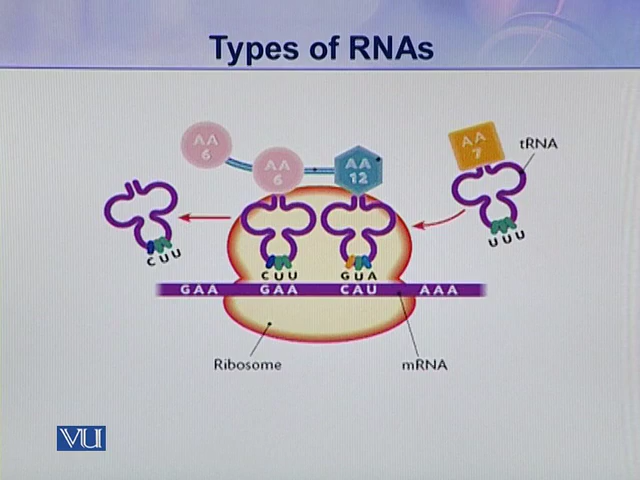 Types of RNAs
AA
6
AA
6
AA
12
AA
7
tRNA
CUU
CUU
GUA
UUU
GAA GAA CAU AAA
Ribosome
mRNA
VU